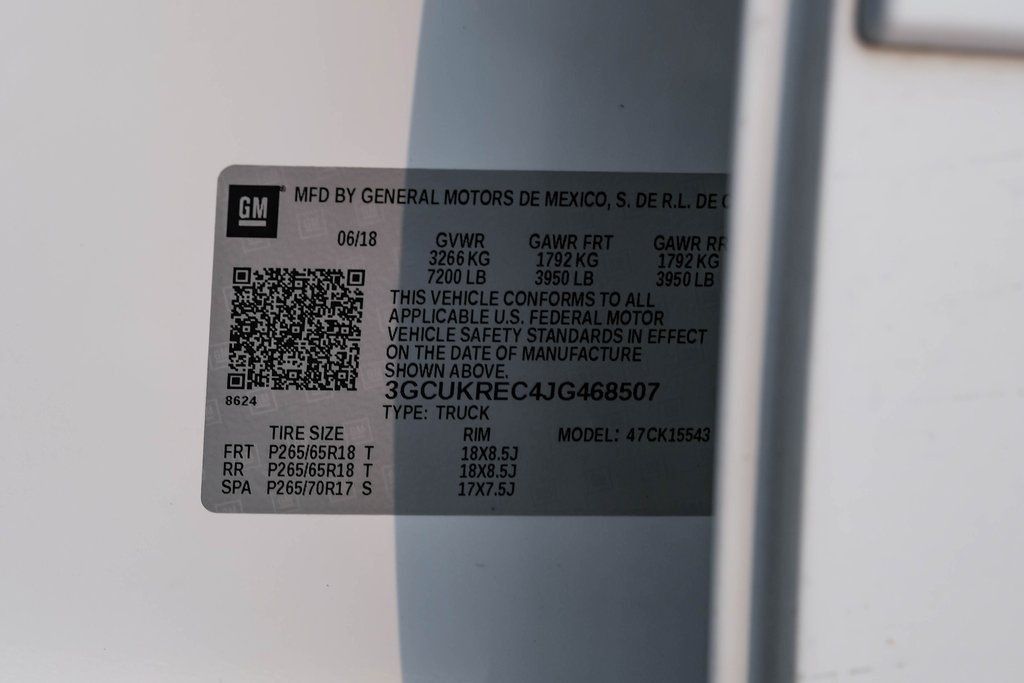 GM
MFD BY GENERAL MOTORS DE MEXICO, S. DE R.L. DE
06/18 GVWR GAWR FRT GAWR RR
3266 KG 1792 KG 1792 KG
7200 LB 3950 LB 3950 LB
THIS VEHICLE CONFORMS TO ALL
APPLICABLE U.S. FEDERAL MOTOR
VEHICLE SAFETY STANDARDS IN EFFECT
ON THE DATE OF MANUFACTURE
SHOWN ABOVE.
3GCUKREC4JG468507
8624
TYPE: TRUCK
TIRE SIZE RIM MODEL: 47CK15543
FRT P265/65R18 T 18X8.5J
RR P265/65R18 T 18X8.5J
SPA P265/70R17 S 17X7.5J